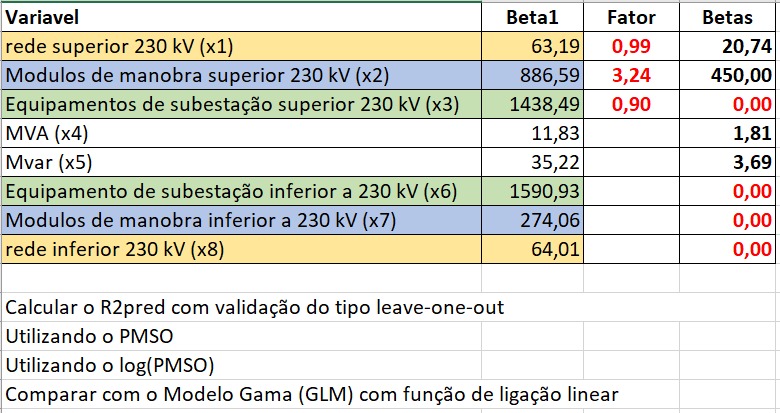 Variavel Beta1 Fator Betas
rede superior 230 kV (x1) 63,19 0,99 20,74
Modulos de manobra superior 230 kV (x2) 886,59 3,24 450,00
Equipamentos de subestação superior 230 kV (x3) 1438,49 0,90 0,00
MVA (x4) 11,83 1,81
Mvar (x5) 35,22 3,69
Equipamento de subestação inferior a 230 kV (x6) 1590,93 0,00
Modulos de manobra inferior a 230 kV (x7) 274,06 0,00
rede inferior 230 kV (x8) 64,01 0,00
Calcular o R2pred com validação do tipo leave-one-out
Utilizando o PMSO
Utilizando o log(PMSO)
Comparar com o Modelo Gama (GLM) com função de ligação linear